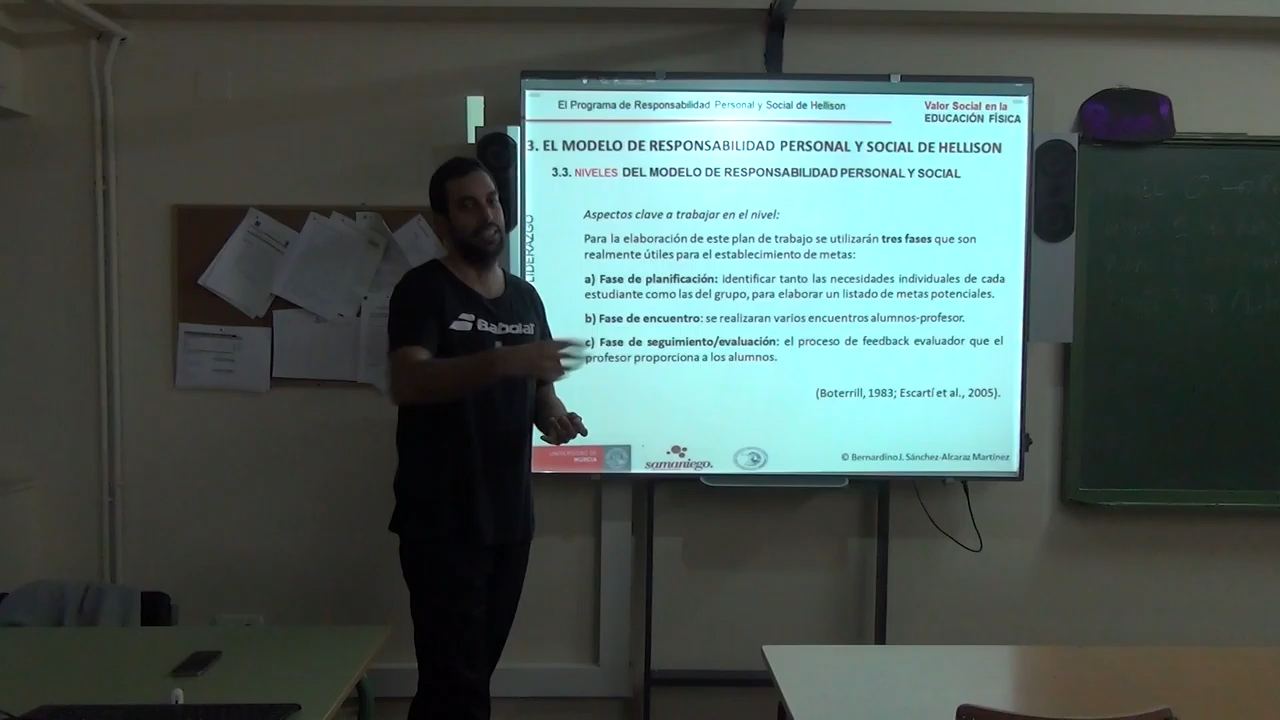 El Programa de Responsabilidad Personal y Social de Hellison
Valor Social en la
EDUCACIÓN FÍSICA
3. EL MODELO DE RESPONSABILIDAD PERSONAL Y SOCIAL DE HELLISON
3.3. NIVELES DEL MODELO DE RESPONSABILIDAD PERSONAL Y SOCIAL
LIDERAZGO
Aspectos clave a trabajar en el nivel:
Para la elaboración de este plan de trabajo se utilizarán tres fases que son
realmente útiles para el establecimiento de metas:
a) Fase de planificación: identificar tanto las necesidades individuales de cada
estudiante como las del grupo, para elaborar un listado de metas potenciales.
b) Fase de encuentro: se realizaran varios encuentros alumnos-profesor.
c) Fase de seguimiento/evaluación: el proceso de feedback evaluador que el
profesor proporciona a los alumnos.
(Boterrill, 1983; Escartí et al., 2005).
UNIVERSIDAD DE
MURCIA
samaniego.
© Bernardino J. Sánchez-Alcaraz Martínez
Babolat